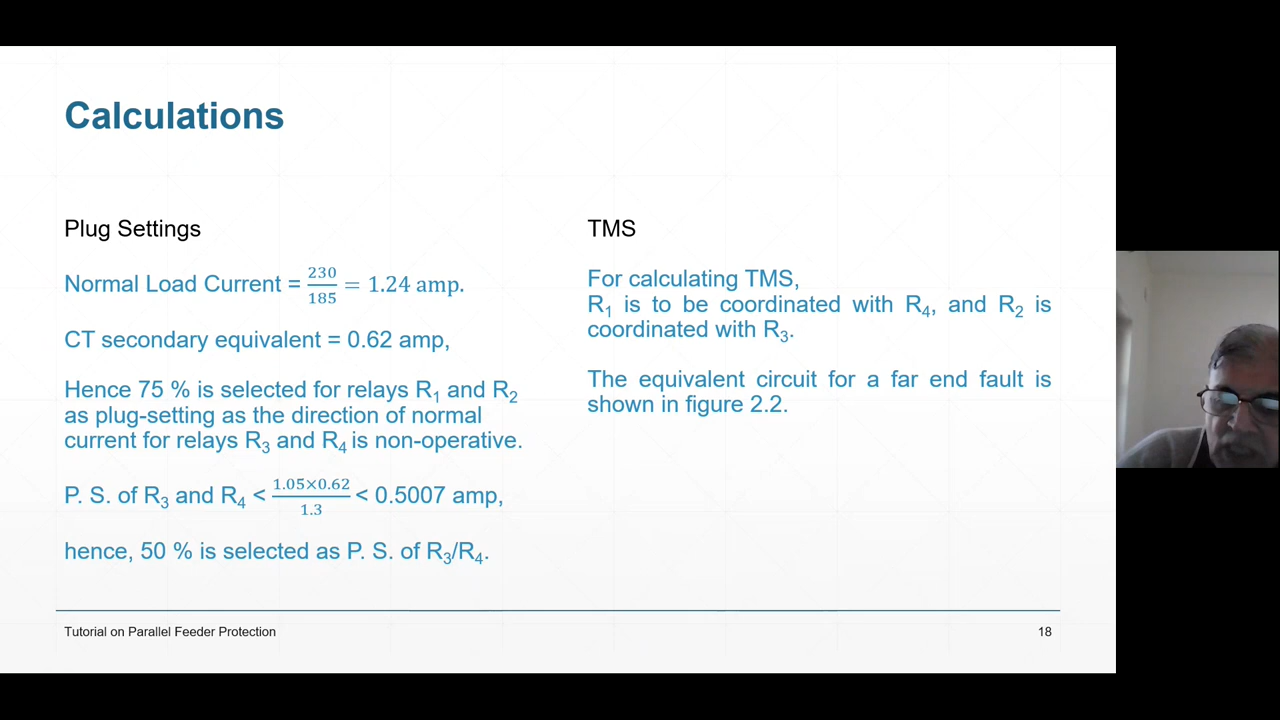 Calculations
Plug Settings
Normal Load Current = 230/185 = 1.24 amp.
CT secondary equivalent = 0.62 amp,
Hence 75 % is selected for relays R₁ and R₂
as plug-setting as the direction of normal
current for relays R₃ and R₄ is non-operative.
P. S. of R₃ and R₄ < 1.05×0.62/1.3 < 0.5007 amp,
hence, 50 % is selected as P. S. of R₃/R₄.
TMS
For calculating TMS,
R₁ is to be coordinated with R₄, and R₂ is
coordinated with R₃.
The equivalent circuit for a far end fault is
shown in figure 2.2.
Tutorial on Parallel Feeder Protection
18